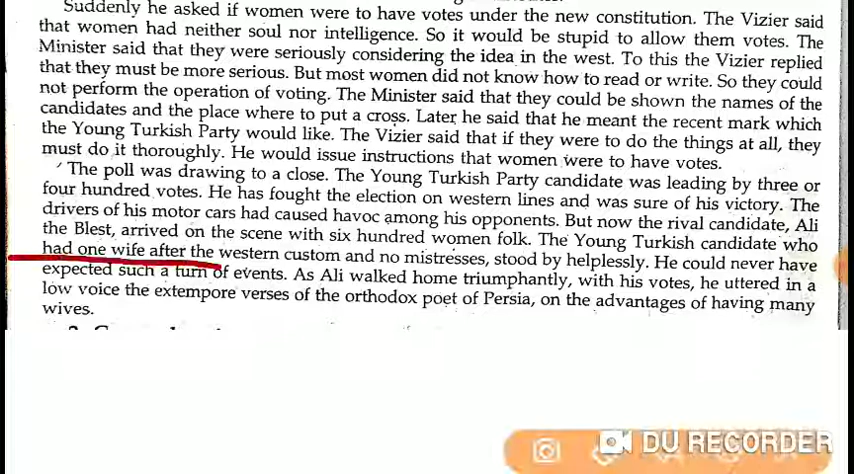 Suddenly he asked if women were to have votes under the new constitution. The Vizier said
that women had neither soul nor intelligence. So it would be stupid to allow them votes. The
Minister said that they were seriously considering the idea in the west. To this the Vizier replied
that they must be more serious. But most women did not know how to read or write. So they could
not perform the operation of voting. The Minister said that they could be shown the names of the
candidates and the place where to put a cross. Later he said that he meant the recent mark which
the Young Turkish Party would like. The Vizier said that if they were to do the things at all, they
must do it thoroughly. He would issue instructions that women were to have votes.
The poll was drawing to a close. The Young Turkish Party candidate was leading by three or
four hundred votes. He has fought the election on western lines and was sure of his victory. The
drivers of his motor cars had caused havoc among his opponents. But now the rival candidate, Ali
the Blest, arrived on the scene with six hundred women folk. The Young Turkish candidate who
had one wife after the western custom and no mistresses, stood by helplessly. He could never have
expected such a turn of events. As Ali walked home triumphantly, with his votes, he uttered in a
low voice the extempore verses of the orthodox poet of Persia, on the advantages of having many
wives.
DU RECORDER